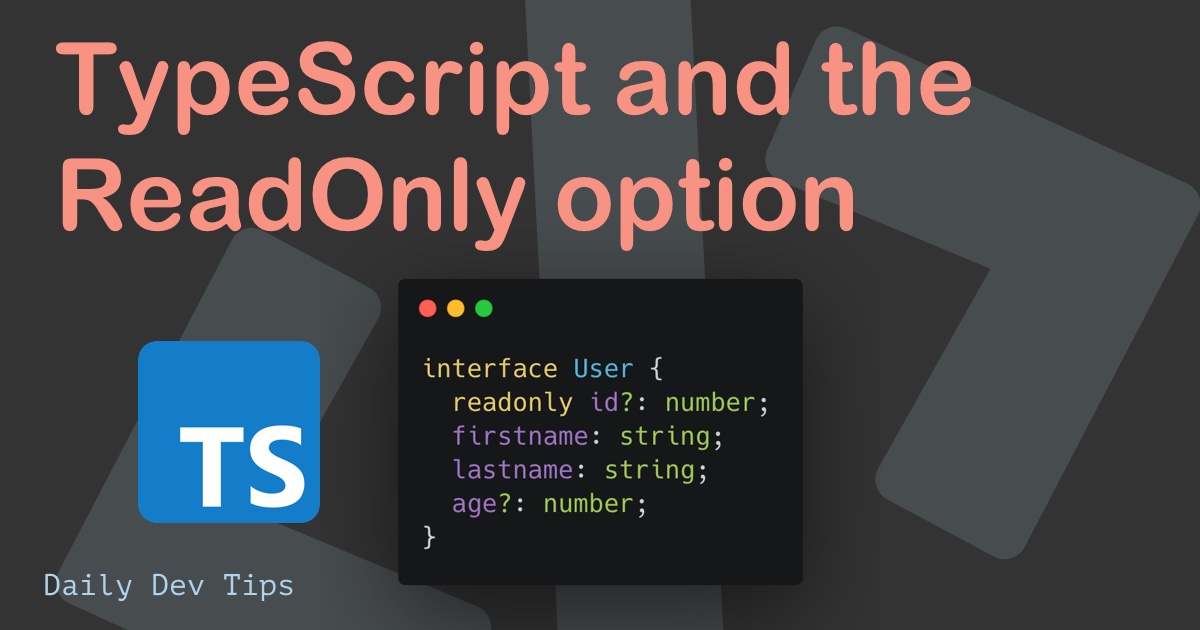 TypeScript and the
ReadOnly option
interface User {
  readonly id?: number;
  firstname: string;
  lastname: string;
  age?: number;
}
TS
Daily Dev Tips